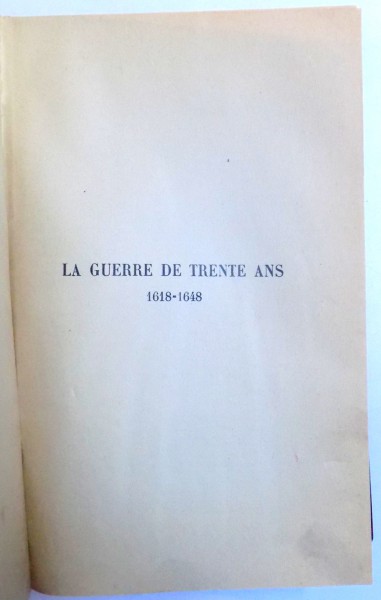 LA GUERRE DE TRENTE ANS
1618-1648